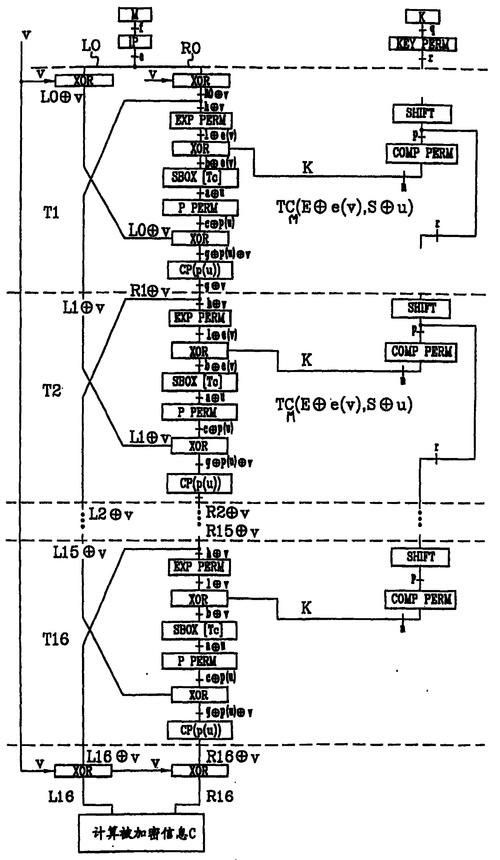 M
K
f
q
IP
KEY PERM
a
r
v
L0
R0
v
XOR
v
XOR
L0⊕v
R0⊕v
h⊕v
EXP PERM
SHIFT
l⊕e(v)
p
XOR
COMP PERM
b⊕e(v)
K
SBOX [Tc]
n
a⊕u
TC(E⊕e(v),S⊕u)
M
P PERM
T1
c⊕p(u)
L0⊕v
XOR
r
g⊕p(u)⊕v
CP(p(u))
g⊕v
R1⊕v
L1⊕v
h⊕v
SHIFT
EXP PERM
p
l⊕e(v)
XOR
COMP PERM
K
b⊕e(v)
n
T2
SBOX [Tc]
a⊕u
TC(E⊕e(v),S⊕u)
M
P PERM
c⊕p(u)
L1⊕v
XOR
r
g⊕p(u)⊕v
CP(p(u))
L2⊕v
R2⊕v
R15⊕v
L15⊕v
h⊕v
SHIFT
EXP PERM
l⊕v
p
XOR
COMP PERM
K
b⊕v
n
T16
SBOX [Tc]
a⊕u
P PERM
c⊕p(u)
XOR
g⊕p(u)⊕v
CP(p(u))
L16⊕v
R16⊕v
v
XOR
v
XOR
L16
R16
计算被加密信息C